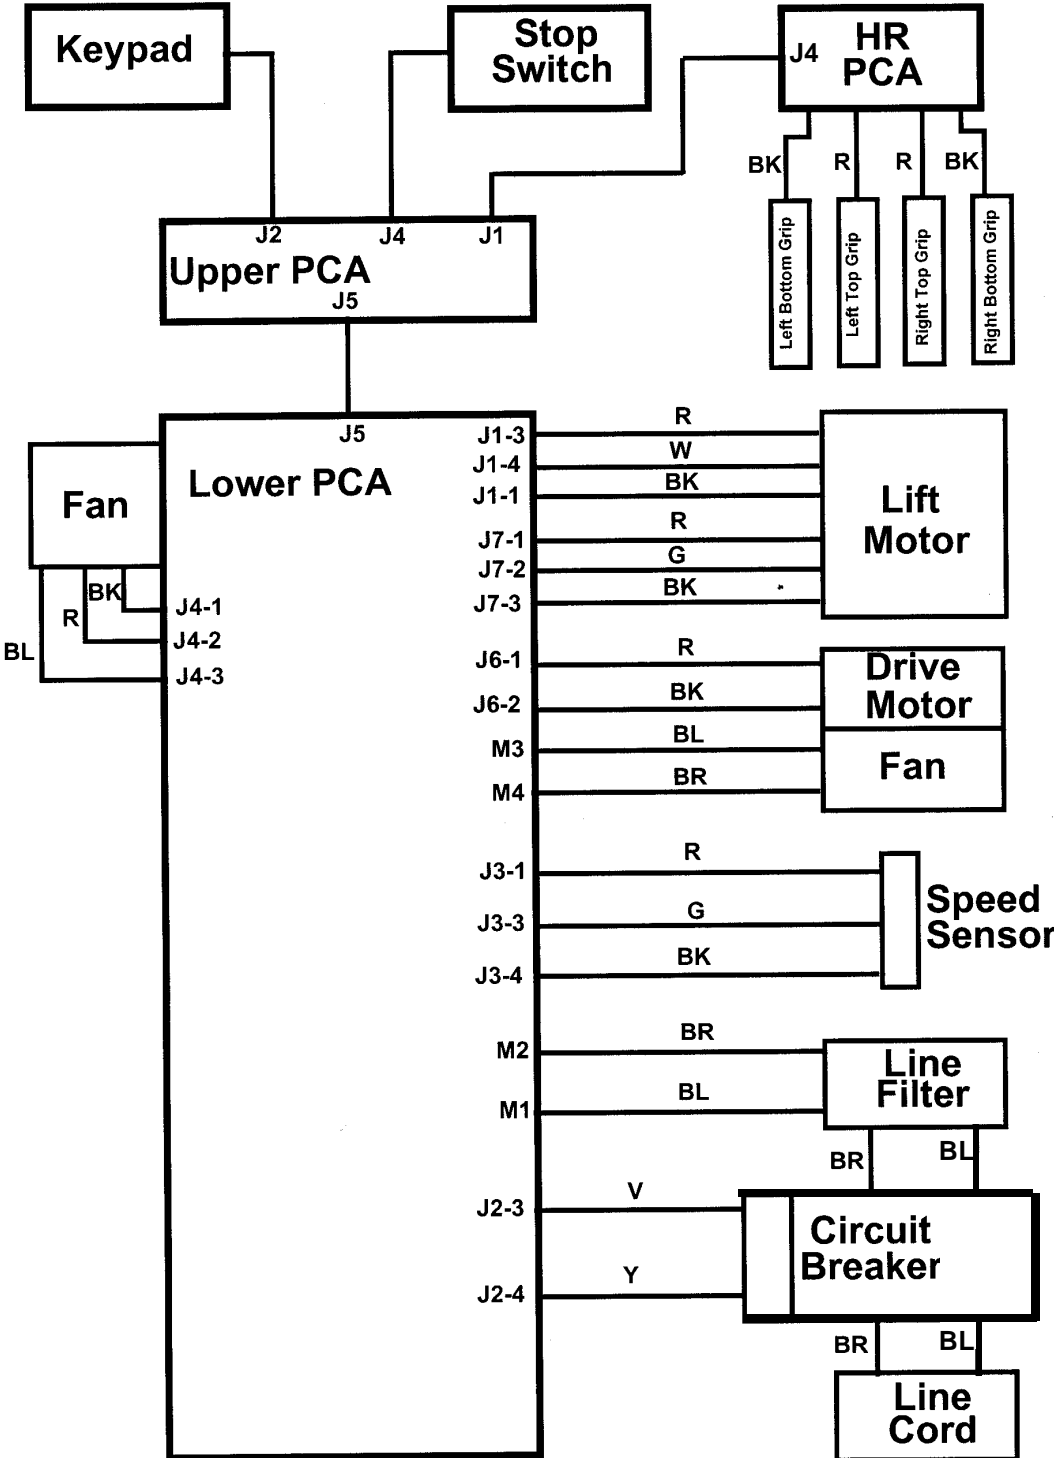 Keypad
Stop
Switch
HR
PCA
J4
BK
R
R
BK
Left Bottom Grip
Left Top Grip
Right Top Grip
Right Bottom Grip
J2
J4
J1
Upper PCA
J5
J5
Lower PCA
Fan
BK
R
BL
J4-1
J4-2
J4-3
J1-3
R
J1-4
W
J1-1
BK
J7-1
R
J7-2
G
J7-3
BK
Lift
Motor
J6-1
R
J6-2
BK
Drive
Motor
M3
BL
M4
BR
Fan
J3-1
R
J3-3
G
J3-4
BK
Speed
Sensor
M2
BR
M1
BL
Line
Filter
BR
BL
J2-3
V
J2-4
Y
Circuit
Breaker
BR
BL
Line
Cord